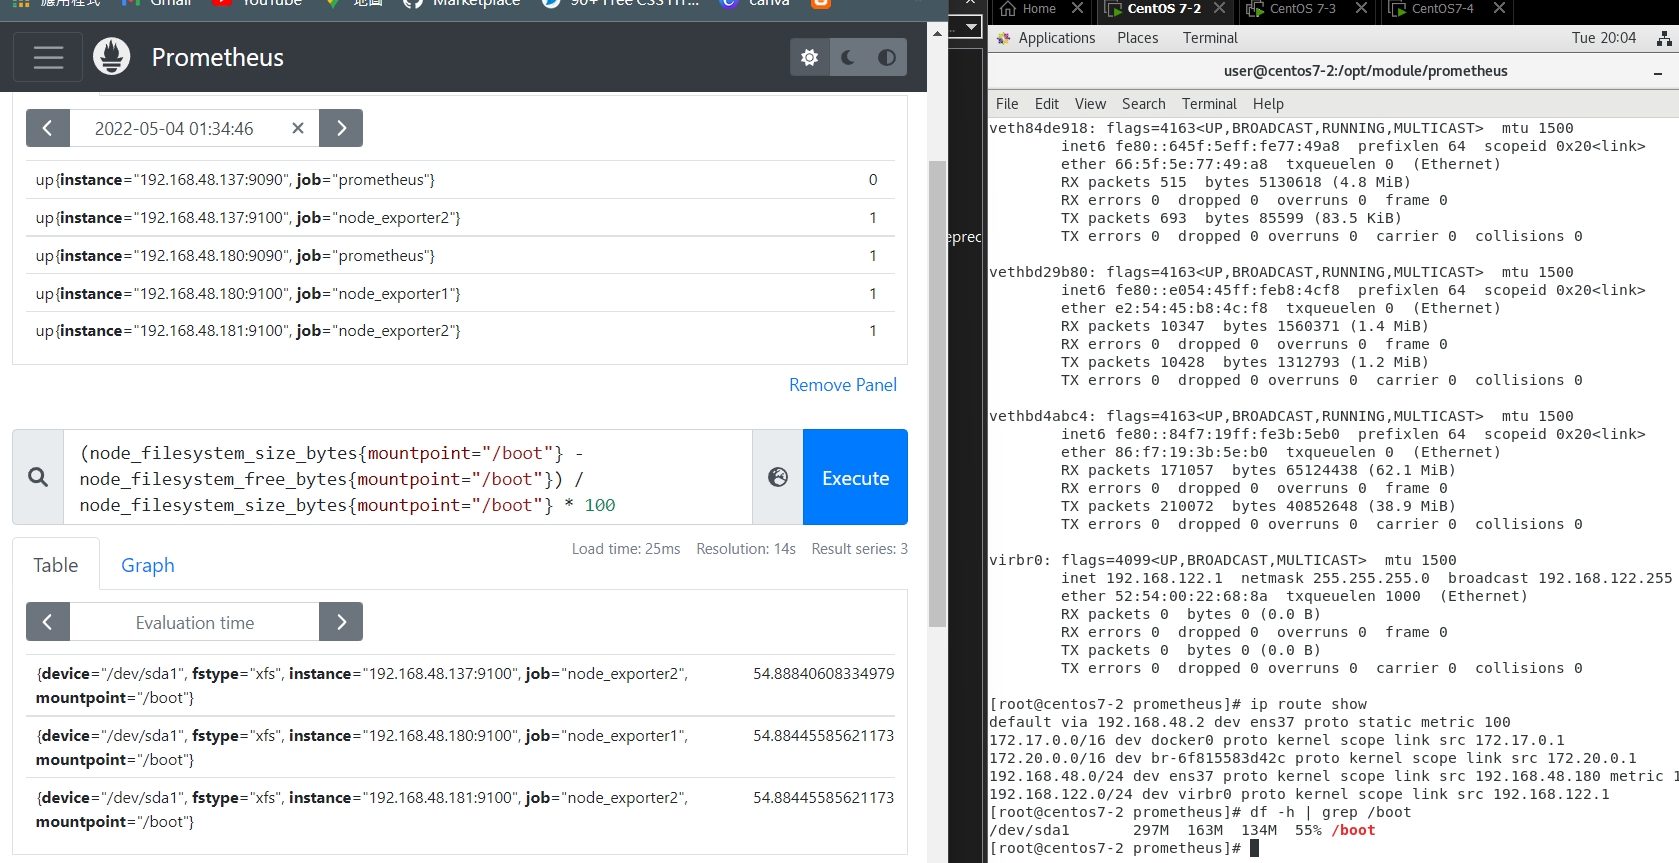 應用程式 Gmail YouTube 地圖 Marketplace 90+ Free CSS HT... canva
Prometheus
2022-05-04 01:34:46
up{instance="192.168.48.137:9090", job="prometheus"} 0
up{instance="192.168.48.137:9100", job="node_exporter2"} 1
up{instance="192.168.48.180:9090", job="prometheus"} 1
up{instance="192.168.48.180:9100", job="node_exporter1"} 1
up{instance="192.168.48.181:9100", job="node_exporter2"} 1
Remove Panel
(node_filesystem_size_bytes{mountpoint="/boot"} -
node_filesystem_free_bytes{mountpoint="/boot"}) /
node_filesystem_size_bytes{mountpoint="/boot"} * 100
Execute
Load time: 25ms Resolution: 14s Result series: 3
Table Graph
Evaluation time
{device="/dev/sda1", fstype="xfs", instance="192.168.48.137:9100", job="node_exporter2", 54.88840608334979
mountpoint="/boot"}
{device="/dev/sda1", fstype="xfs", instance="192.168.48.180:9100", job="node_exporter1", 54.88445585621173
mountpoint="/boot"}
{device="/dev/sda1", fstype="xfs", instance="192.168.48.181:9100", job="node_exporter2", 54.88445585621173
mountpoint="/boot"}
eprec
Home CentOS 7-2 CentOS 7-3 CentOS7-4
Applications Places Terminal Tue 20:04
user@centos7-2:/opt/module/prometheus
File Edit View Search Terminal Help
veth84de918: flags=4163<UP,BROADCAST,RUNNING,MULTICAST> mtu 1500
inet6 fe80::645f:5eff:fe77:49a8 prefixlen 64 scopeid 0x20<link>
ether 66:5f:5e:77:49:a8 txqueuelen 0 (Ethernet)
RX packets 515 bytes 5130618 (4.8 MiB)
RX errors 0 dropped 0 overruns 0 frame 0
TX packets 693 bytes 85599 (83.5 KiB)
TX errors 0 dropped 0 overruns 0 carrier 0 collisions 0
vethbd29b80: flags=4163<UP,BROADCAST,RUNNING,MULTICAST> mtu 1500
inet6 fe80::e054:45ff:feb8:4cf8 prefixlen 64 scopeid 0x20<link>
ether e2:54:45:b8:4c:f8 txqueuelen 0 (Ethernet)
RX packets 10347 bytes 1560371 (1.4 MiB)
RX errors 0 dropped 0 overruns 0 frame 0
TX packets 10428 bytes 1312793 (1.2 MiB)
TX errors 0 dropped 0 overruns 0 carrier 0 collisions 0
vethbd4abc4: flags=4163<UP,BROADCAST,RUNNING,MULTICAST> mtu 1500
inet6 fe80::84f7:19ff:fe3b:5eb0 prefixlen 64 scopeid 0x20<link>
ether 86:f7:19:3b:5e:b0 txqueuelen 0 (Ethernet)
RX packets 171057 bytes 65124438 (62.1 MiB)
RX errors 0 dropped 0 overruns 0 frame 0
TX packets 210072 bytes 40852648 (38.9 MiB)
TX errors 0 dropped 0 overruns 0 carrier 0 collisions 0
virbr0: flags=4099<UP,BROADCAST,MULTICAST> mtu 1500
inet 192.168.122.1 netmask 255.255.255.0 broadcast 192.168.122.255
ether 52:54:00:22:68:8a txqueuelen 1000 (Ethernet)
RX packets 0 bytes 0 (0.0 B)
RX errors 0 dropped 0 overruns 0 frame 0
TX packets 0 bytes 0 (0.0 B)
TX errors 0 dropped 0 overruns 0 carrier 0 collisions 0
[root@centos7-2 prometheus]# ip route show
default via 192.168.48.2 dev ens37 proto static metric 100
172.17.0.0/16 dev docker0 proto kernel scope link src 172.17.0.1
172.20.0.0/16 dev br-6f815583d42c proto kernel scope link src 172.20.0.1
192.168.48.0/24 dev ens37 proto kernel scope link src 192.168.48.180 metric 1
192.168.122.0/24 dev virbr0 proto kernel scope link src 192.168.122.1
[root@centos7-2 prometheus]# df -h | grep /boot
/dev/sda1 297M 163M 134M 55% /boot
[root@centos7-2 prometheus]#